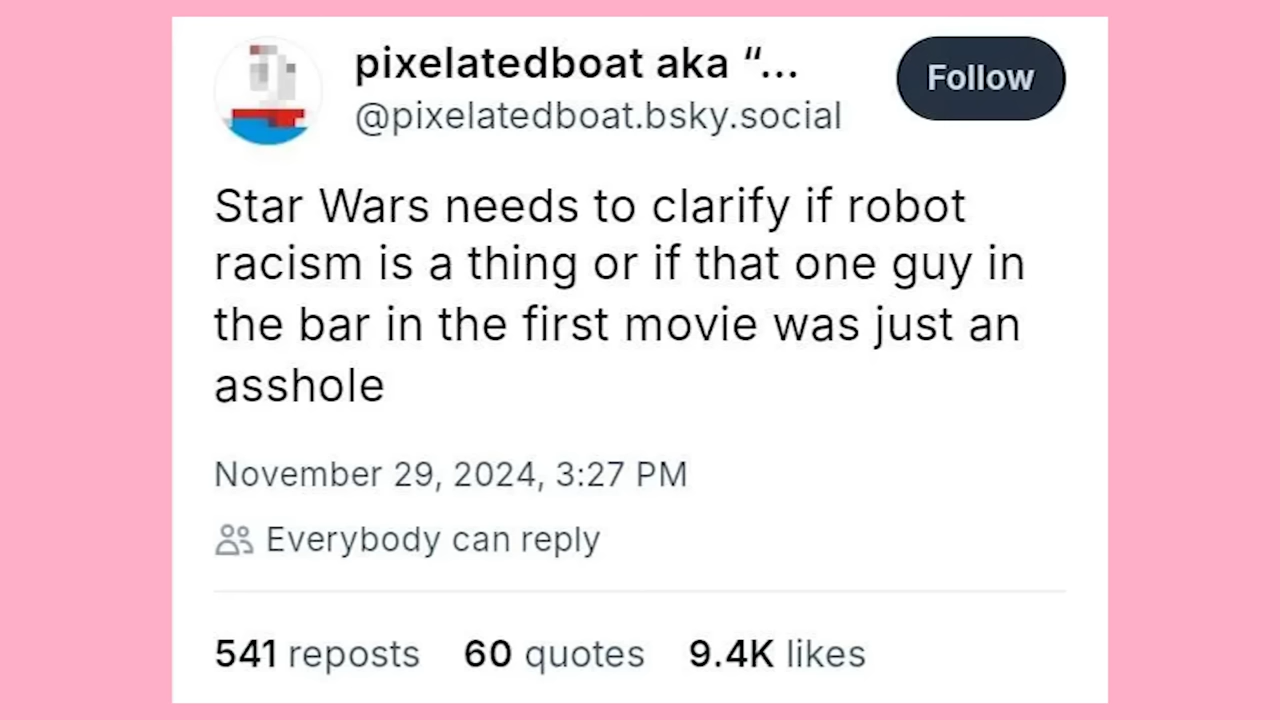 pixelatedboat aka “...
@pixelatedboat.bsky.social
Follow
Star Wars needs to clarify if robot
racism is a thing or if that one guy in
the bar in the first movie was just an
asshole
November 29, 2024, 3:27 PM
Everybody can reply
541 reposts 60 quotes 9.4K likes